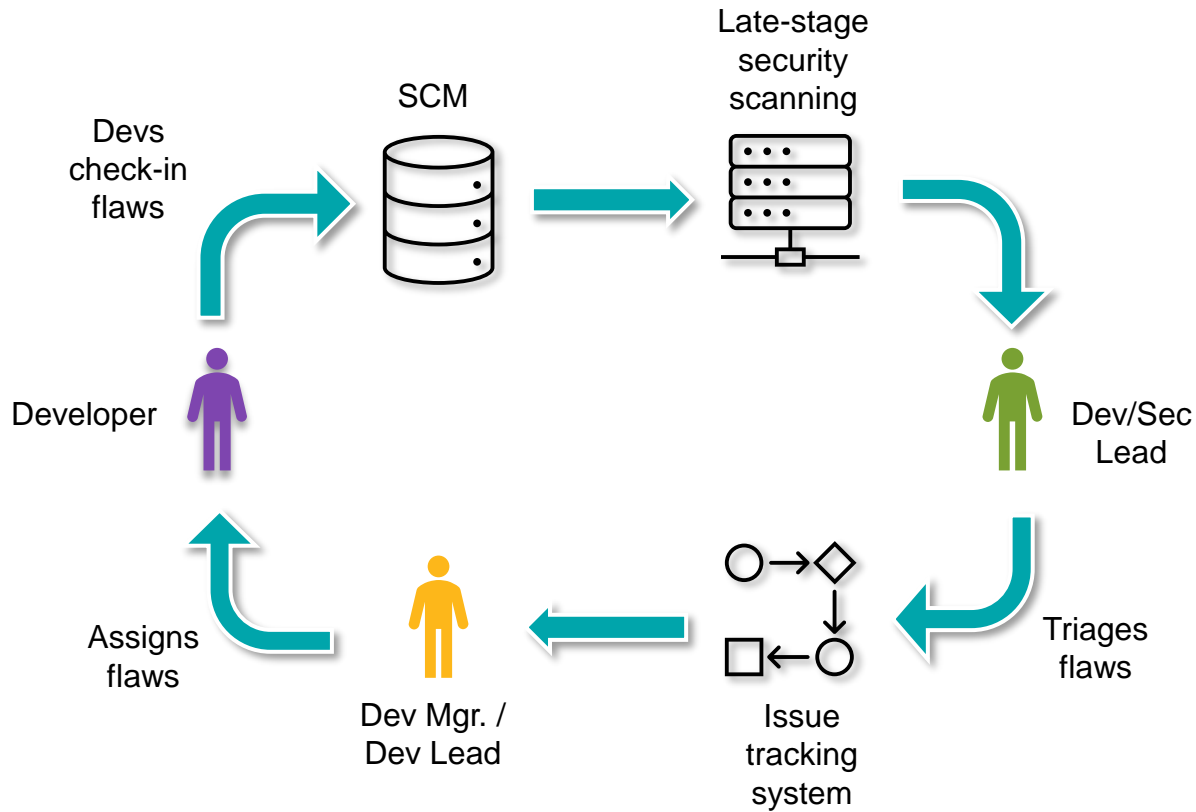 Late-stage
security
scanning
SCM
Devs
check-in
flaws
Developer
Dev/Sec
Lead
Assigns
flaws
Triages
flaws
Dev Mgr. /
Dev Lead
Issue
tracking
system